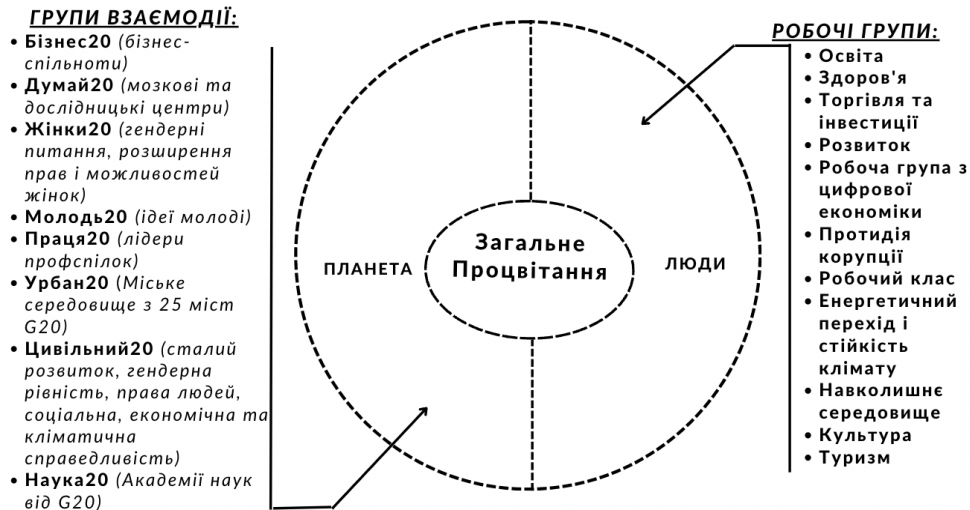 ГРУПИ ВЗАЄМОДІЇ:
• Бізнес20 (бізнес-
спільноти)
• Думай20 (мозкові та
дослідницькі центри)
• Жінки20 (гендерні
питання, розширення
прав і можливостей
жінок)
• Молодь20 (ідеї молоді)
• Праця20 (лідери
профспілок)
• Урбан20 (Міське
середовище з 25 міст
G20)
• Цивільний20 (сталий
розвиток, гендерна
рівність, права людей,
соціальна, економічна та
кліматична
справедливість)
• Наука20 (Академії наук
від G20)
ПЛАНЕТА
Загальне
Процвітання
ЛЮДИ
РОБОЧІ ГРУПИ:
• Освіта
• Здоров'я
• Торгівля та
інвестиції
• Розвиток
• Робоча група з
цифрової
економіки
• Протидія
корупції
• Робочий клас
• Енергетичний
перехід і
стійкість
клімату
• Навколишнє
середовище
• Культура
• Туризм